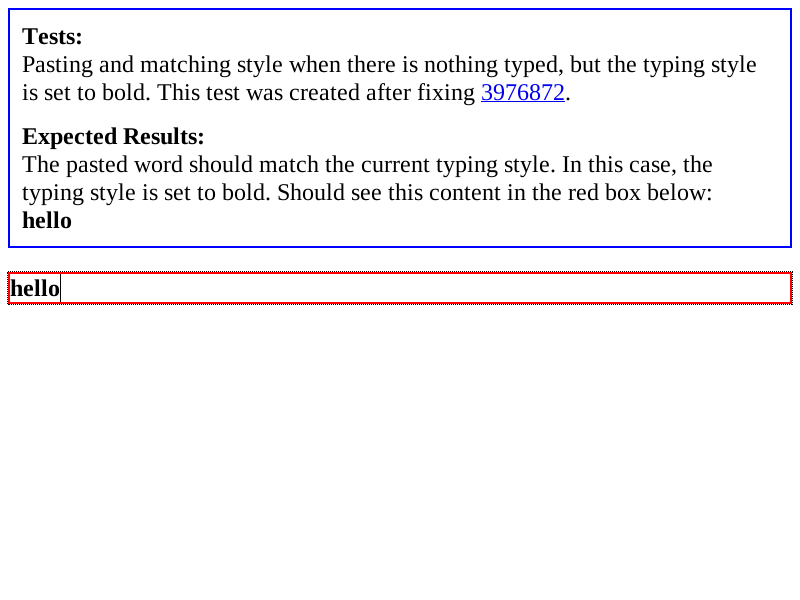 Tests:
Pasting and matching style when there is nothing typed, but the typing style
is set to bold. This test was created after fixing 3976872.
Expected Results:
The pasted word should match the current typing style. In this case, the
typing style is set to bold. Should see this content in the red box below:
hello
hello